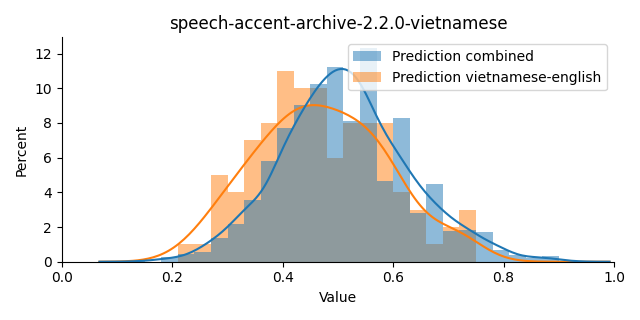 speech-accent-archive-2.2.0-vietnamese
Prediction combined
Prediction vietnamese-english
Percent
12
10
8
6
4
2
0
0.0 0.2 0.4 0.6 0.8 1.0
Value